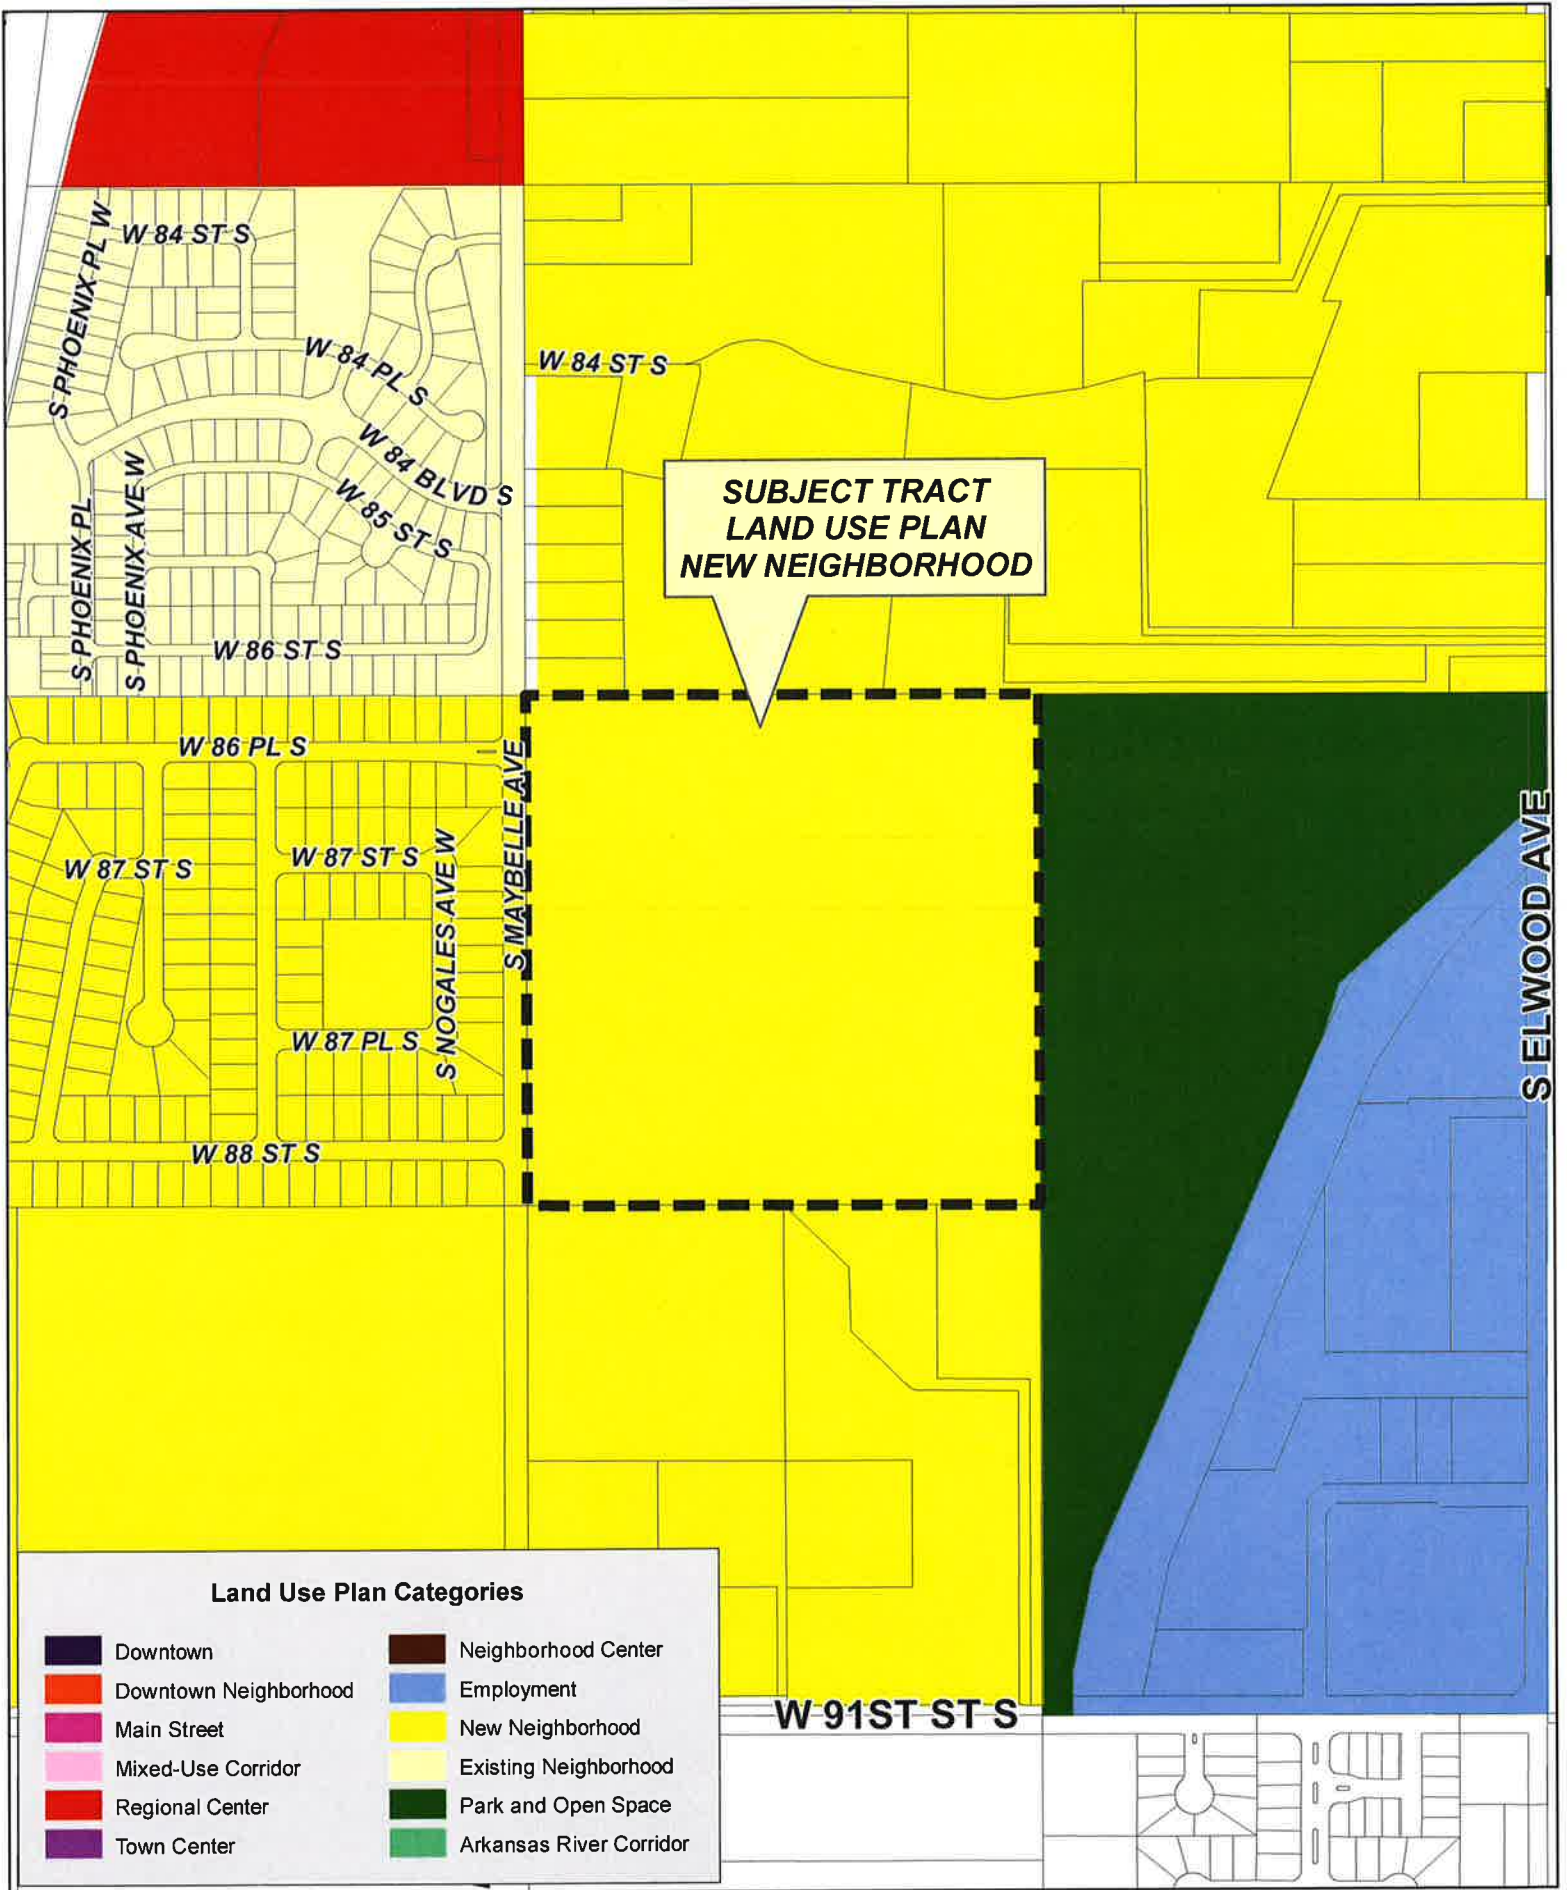 W 84 ST S
S PHOENIX PL W
W 84 PL S
W 84 ST S
W 84 BLVD S
W 85 ST S
S PHOENIX PL
S PHOENIX AVE W
W 86 ST S
SUBJECT TRACT
LAND USE PLAN
NEW NEIGHBORHOOD
W 86 PL S
S MAYBELLE AVE
W 87 ST S
W 87 ST S
S NOGALES AVE W
S ELWOOD AVE
W 87 PL S
W 88 ST S
Land Use Plan Categories
Downtown
Downtown Neighborhood
Main Street
Mixed-Use Corridor
Regional Center
Town Center
Neighborhood Center
Employment
New Neighborhood
Existing Neighborhood
Park and Open Space
Arkansas River Corridor
W 91ST ST S